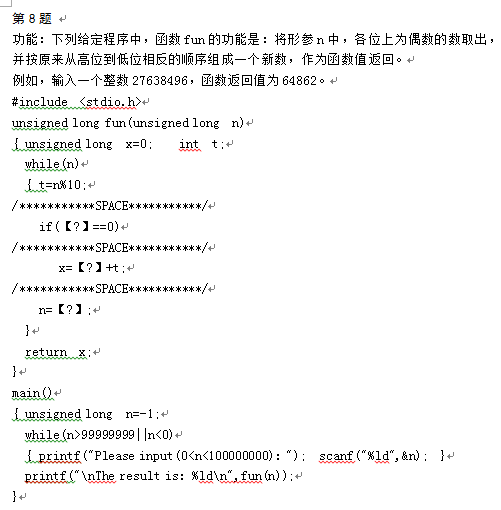 第 8 题
功能：下列给定程序中，函数 fun 的功能是：将形参 n 中，各位上为偶数的数取出，
并按原来从高位到低位相反的顺序组成一个新数，作为函数值返回。
例如，输入一个整数 27638496，函数返回值为 64862。
#include <stdio.h>
unsigned long fun(unsigned long n)
{ unsigned long x=0; int t;
while(n)
{ t=n%10;
/***********SPACE***********/
if(【?】==0)
/***********SPACE***********/
x=【?】+t;
/***********SPACE***********/
n=【?】;
}
return x;
}
main()
{ unsigned long n=-1;
while(n>99999999||n<0)
{ printf("Please input(0<n<100000000)："); scanf("%ld",&n); }
printf("\nThe result is：%ld\n",fun(n));
}